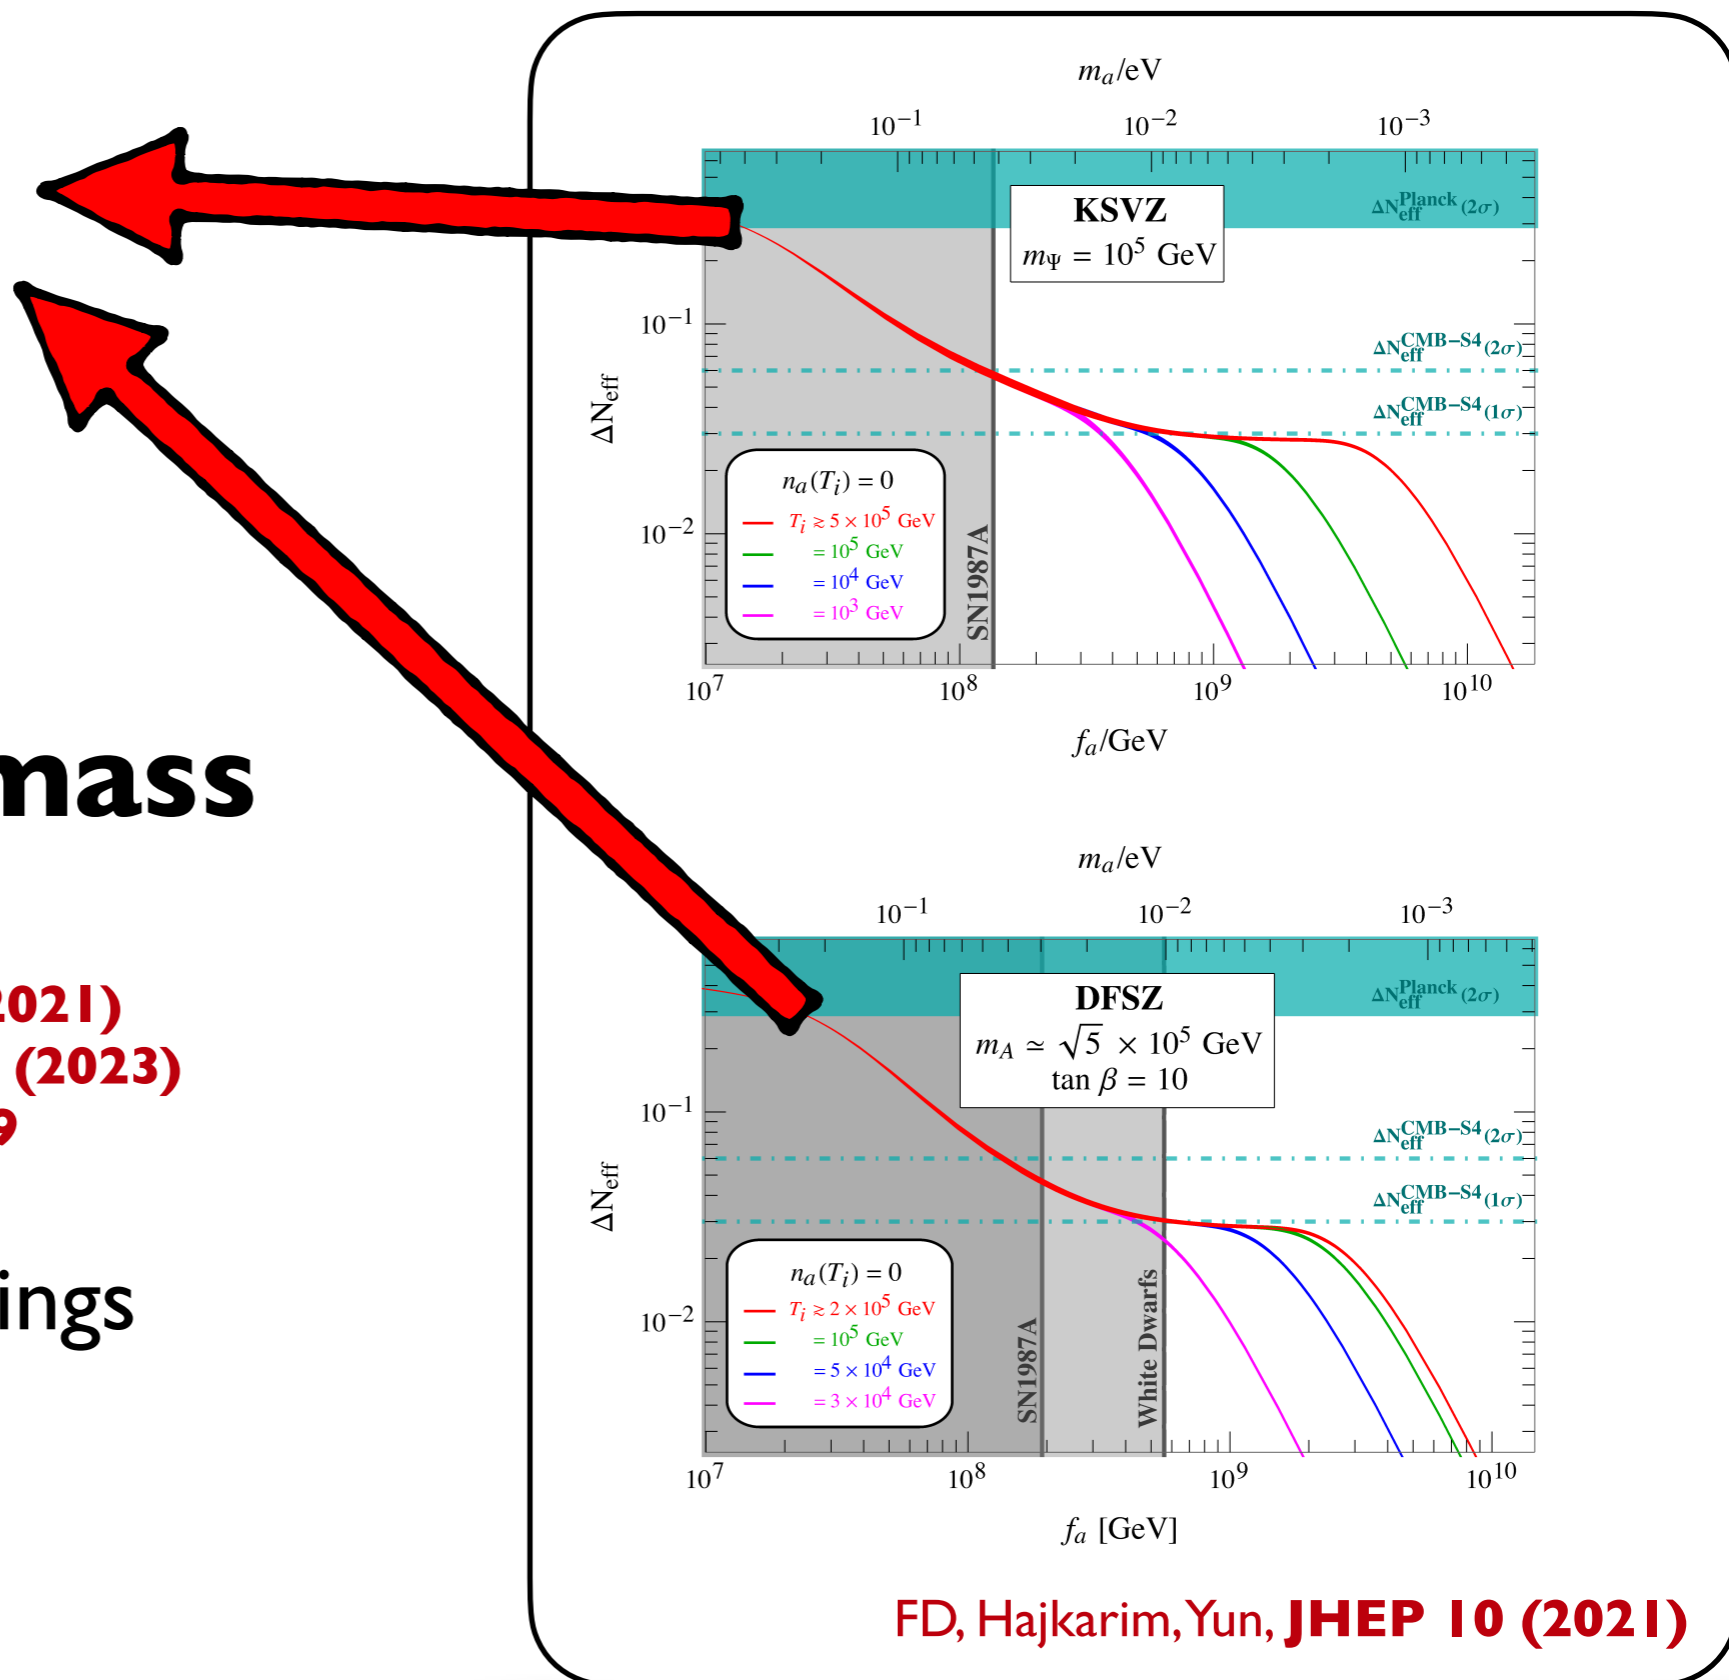 mass
2021)
(2023)
9
ings
m_a/eV
10^-1 10^-2 10^-3
ΔN_eff^Planck (2σ)
KSVZ
m_Ψ = 10^5 GeV
10^-1
ΔN_eff^CMB−S4 (2σ)
ΔN_eff
ΔN_eff^CMB−S4 (1σ)
n_a(T_i) = 0
T_i ≳ 5 × 10^5 GeV
= 10^5 GeV
= 10^4 GeV
= 10^3 GeV
10^-2
SN1987A
10^7 10^8 10^9 10^10
f_a/GeV
m_a/eV
10^-1 10^-2 10^-3
ΔN_eff^Planck (2σ)
DFSZ
m_A ≃ √5 × 10^5 GeV
tan β = 10
10^-1
ΔN_eff^CMB−S4 (2σ)
ΔN_eff
ΔN_eff^CMB−S4 (1σ)
n_a(T_i) = 0
T_i ≳ 2 × 10^5 GeV
= 10^5 GeV
= 5 × 10^4 GeV
= 3 × 10^4 GeV
10^-2
SN1987A
White Dwarfs
10^7 10^8 10^9 10^10
f_a [GeV]
FD, Hajkarim, Yun, JHEP 10 (2021)